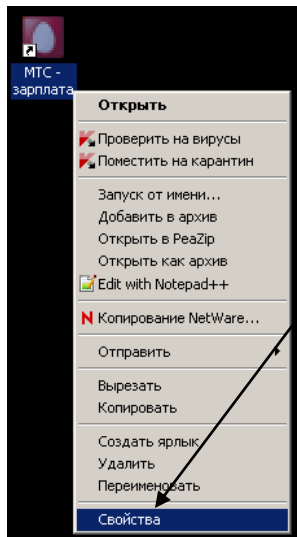 МТС -
зарплата
Открыть
Проверить на вирусы
Поместить на карантин
Запуск от имени...
Добавить в архив
Открыть в PeaZip
Открыть как архив
Edit with Notepad++
Копирование NetWare...
Отправить
Вырезать
Копировать
Создать ярлык
Удалить
Переименовать
Свойства